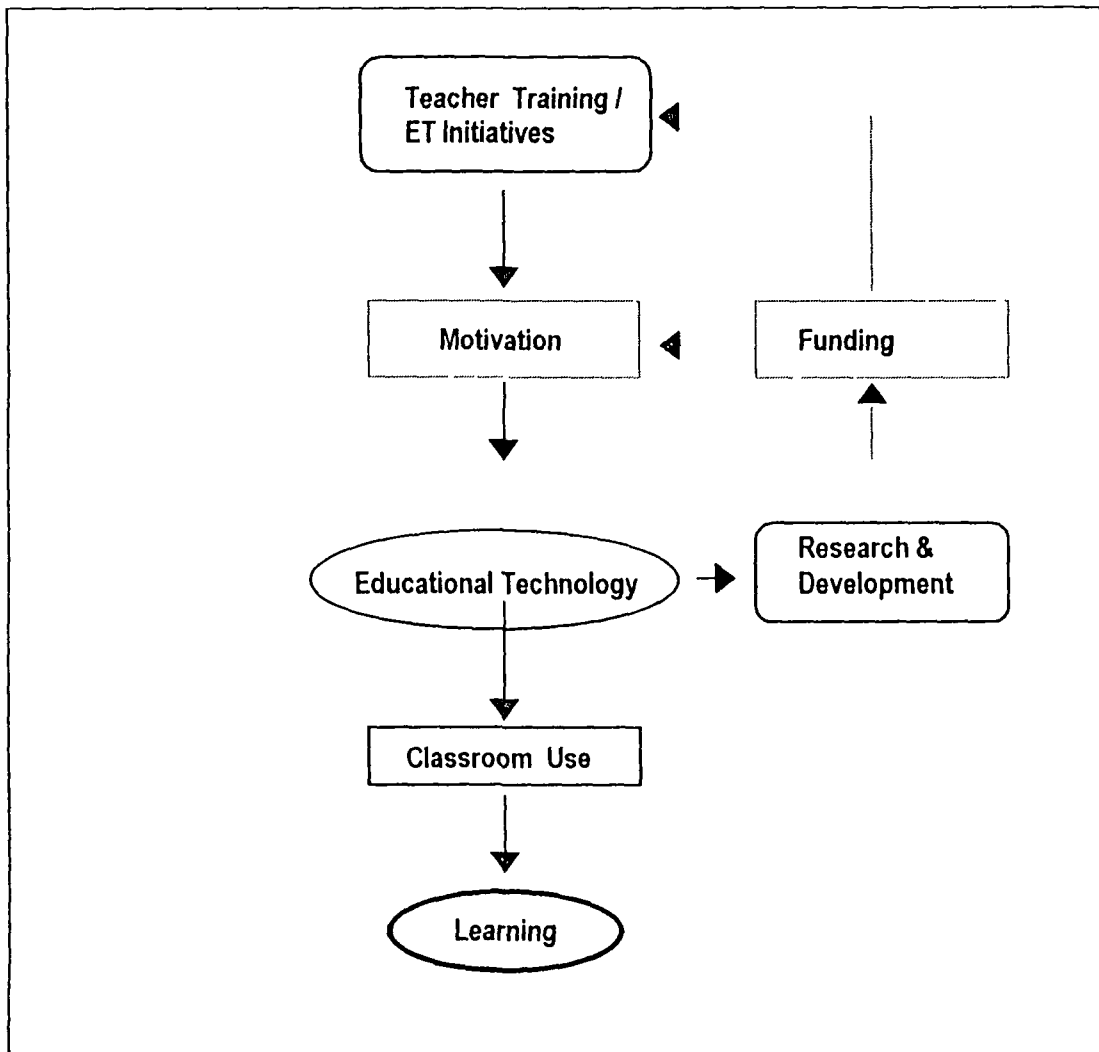 Teacher Training /
ET Initiatives
Motivation
Funding
Educational Technology
Research &
Development
Classroom Use
Learning